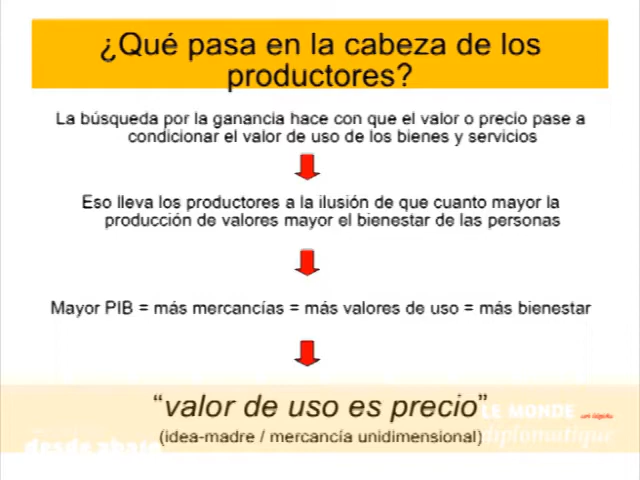 ¿Qué pasa en la cabeza de los
productores?
La búsqueda por la ganancia hace con que el valor o precio pase a
condicionar el valor de uso de los bienes y servicios
Eso lleva los productores a la ilusión de que cuanto mayor la
producción de valores mayor el bienestar de las personas
Mayor PIB = más mercancías = más valores de uso = más bienestar
“valor de uso es precio”
LE MONDE
(idea-madre / mercancía unidimensional)
diplomatique
desde abajo